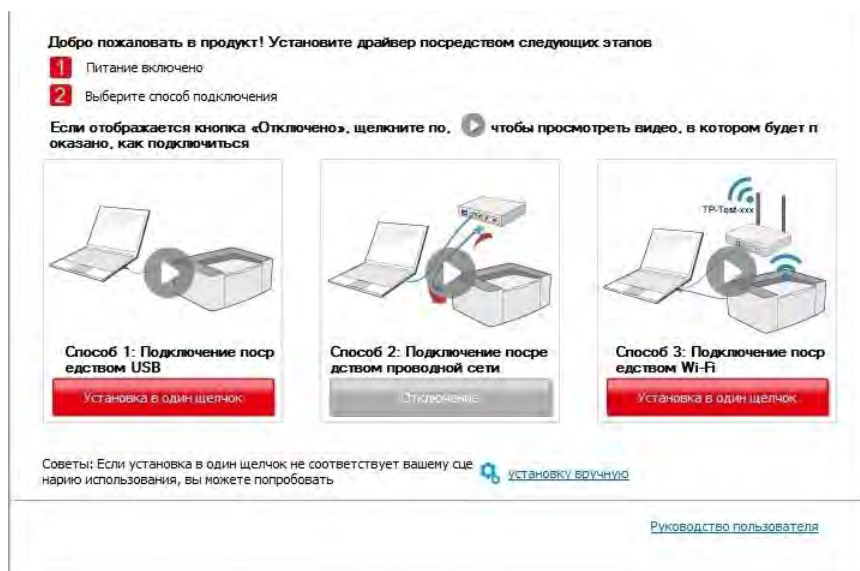 Добро пожаловать в продукт! Установите драйвер посредством следующих этапов
1 Питание включено
2 Выберите способ подключения
Если отображается кнопка «Отключено», щелкните по, чтобы просмотреть видео, в котором будет п
оказано, как подключиться
TP-Test-xxx
Способ 1: Подключение поср
едством USB
Установка в один щелчок
Способ 2: Подключение посре
дством проводной сети
Отключение
Способ 3: Подключение поср
едством Wi-Fi
Установка в один щелчок
Советы: Если установка в один щелчок не соответствует вашему сце
нарию использования, вы можете попробовать
установку вручную
Руководство пользователя